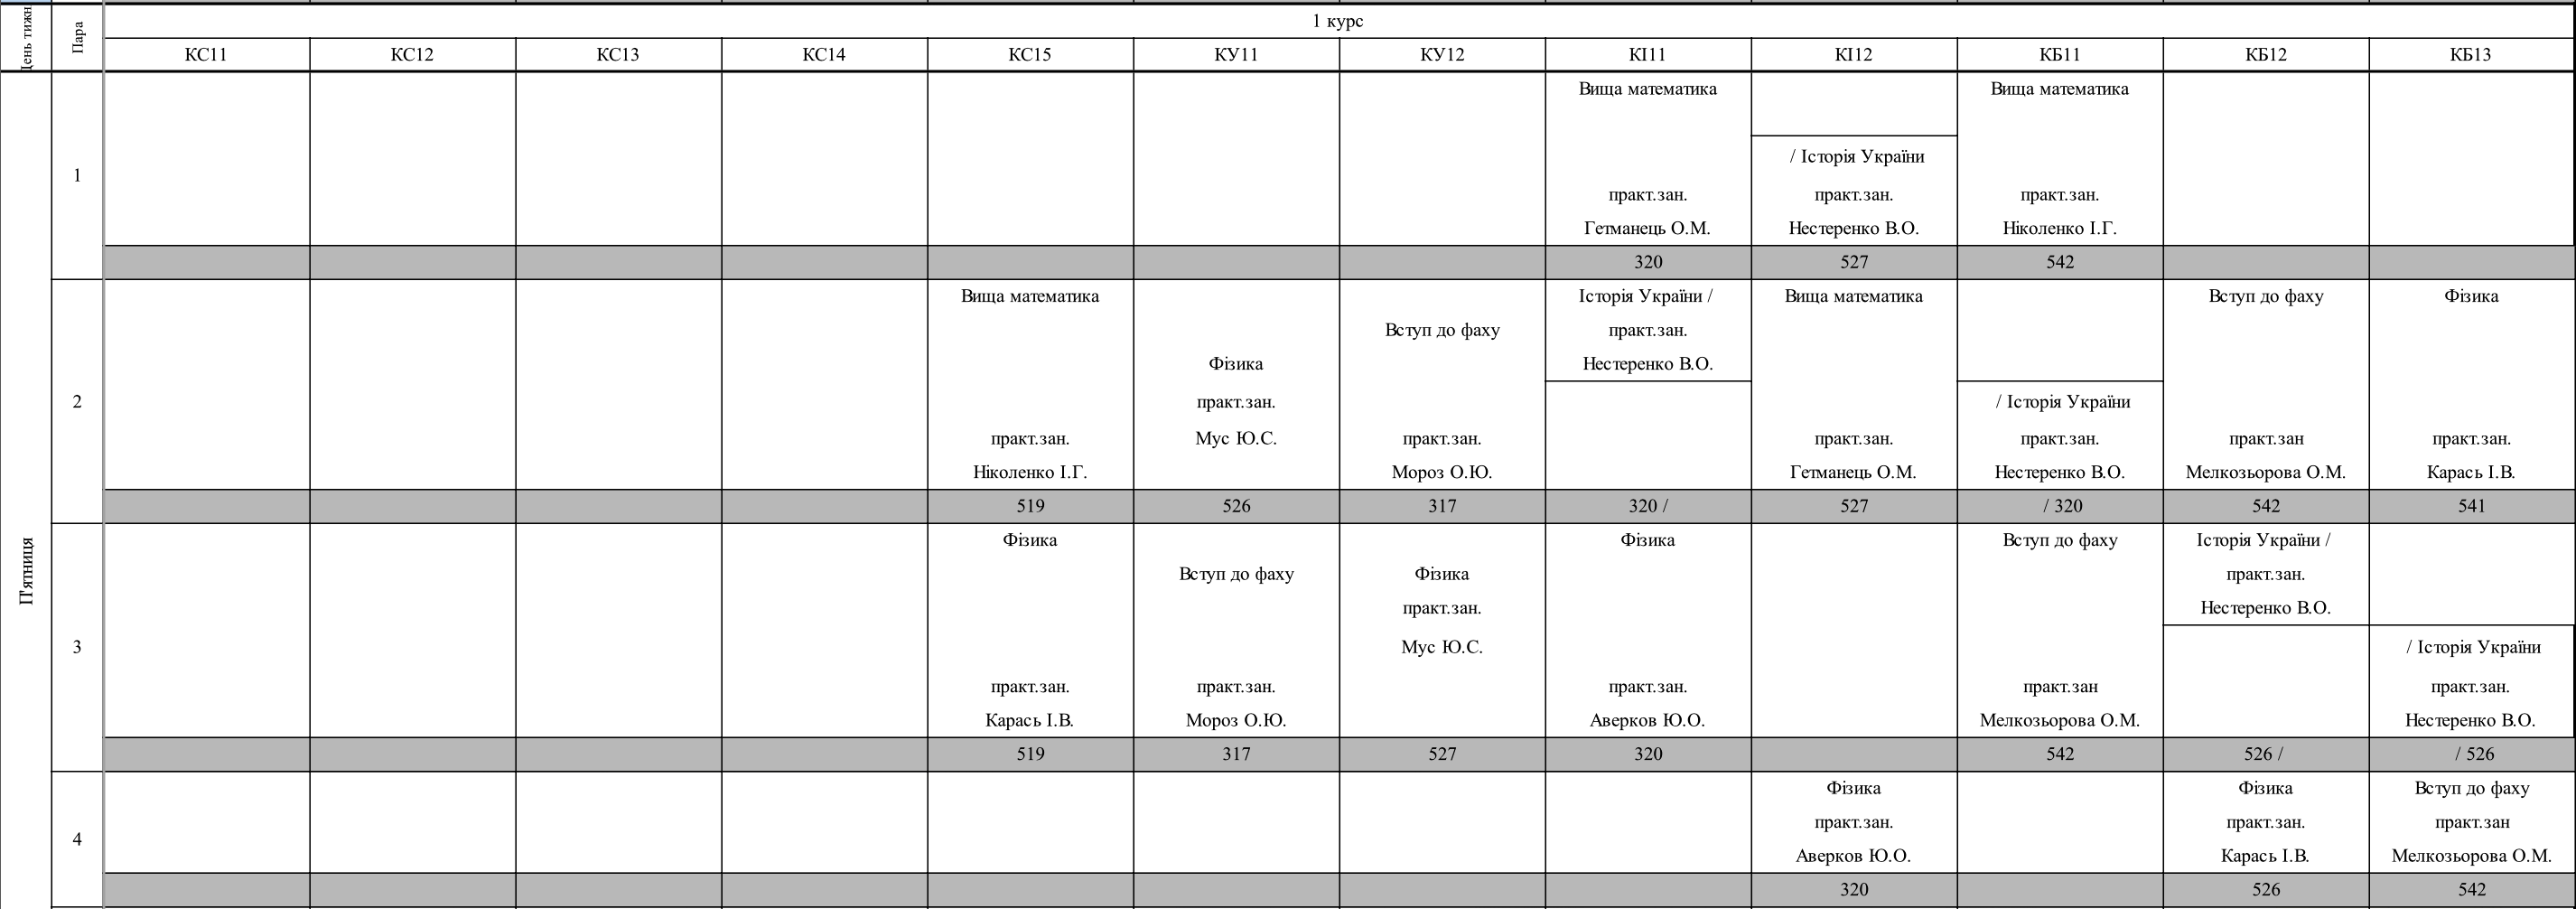 День тижн
Пара
1 курс
КС11 КС12 КС13 КС14 КС15 КУ11 КУ12 КІ11 КІ12 КБ11 КБ12 КБ13
П'ятниця
1
Вища математика Вища математика
/ Історія України
практ.зан. практ.зан. практ.зан.
Гетманець О.М. Нестеренко В.О. Ніколенко І.Г.
320 527 542
2
Вища математика Історія України / Вища математика Вступ до фаху Фізика
Вступ до фаху практ.зан.
Фізика Нестеренко В.О.
практ.зан. / Історія України
практ.зан. Мус Ю.С. практ.зан. практ.зан. практ.зан. практ.зан практ.зан.
Ніколенко І.Г. Мороз О.Ю. Гетманець О.М. Нестеренко В.О. Мелкозьорова О.М. Карась І.В.
519 526 317 320 / 527 / 320 542 541
3
Фізика Фізика Вступ до фаху Історія України /
Вступ до фаху Фізика практ.зан.
практ.зан. Нестеренко В.О.
Мус Ю.С. / Історія України
практ.зан. практ.зан. практ.зан. практ.зан практ.зан.
Карась І.В. Мороз О.Ю. Аверков Ю.О. Мелкозьорова О.М. Нестеренко В.О.
519 317 527 320 542 526 / / 526
4
Фізика Фізика Вступ до фаху
практ.зан. практ.зан. практ.зан
Аверков Ю.О. Карась І.В. Мелкозьорова О.М.
320 526 542